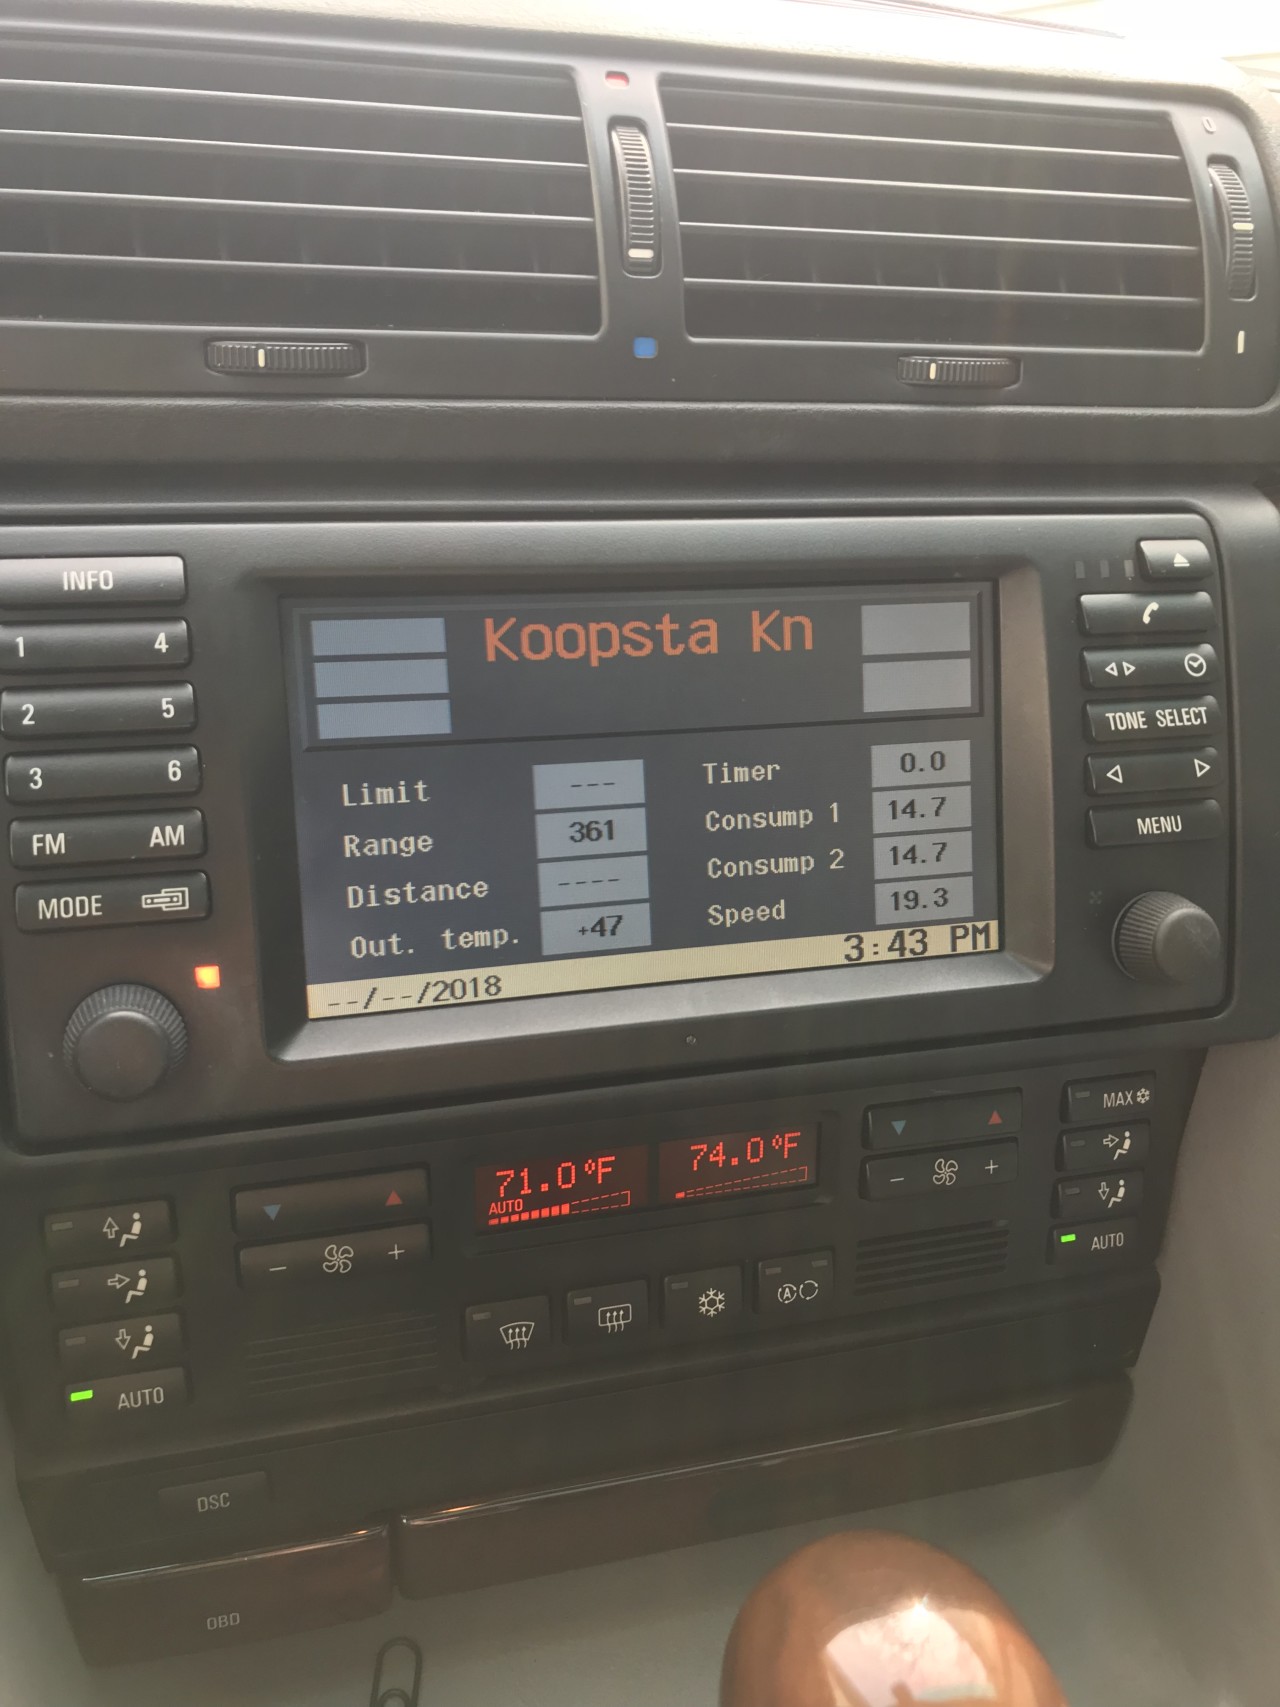 0
INFO
1 4
2 5
3 6
FM AM
MODE
Koopsta Kn
Limit ---
Range 361
Distance ----
Out. temp. +47
Timer 0.0
Consump 1 14.7
Consump 2 14.7
Speed 19.3
--/--/2018 3:43 PM
TONE SELECT
MENU
71.0°F
AUTO
74.0°F
- +
- +
MAX
AUTO
AUTO
A
DSC
OBD